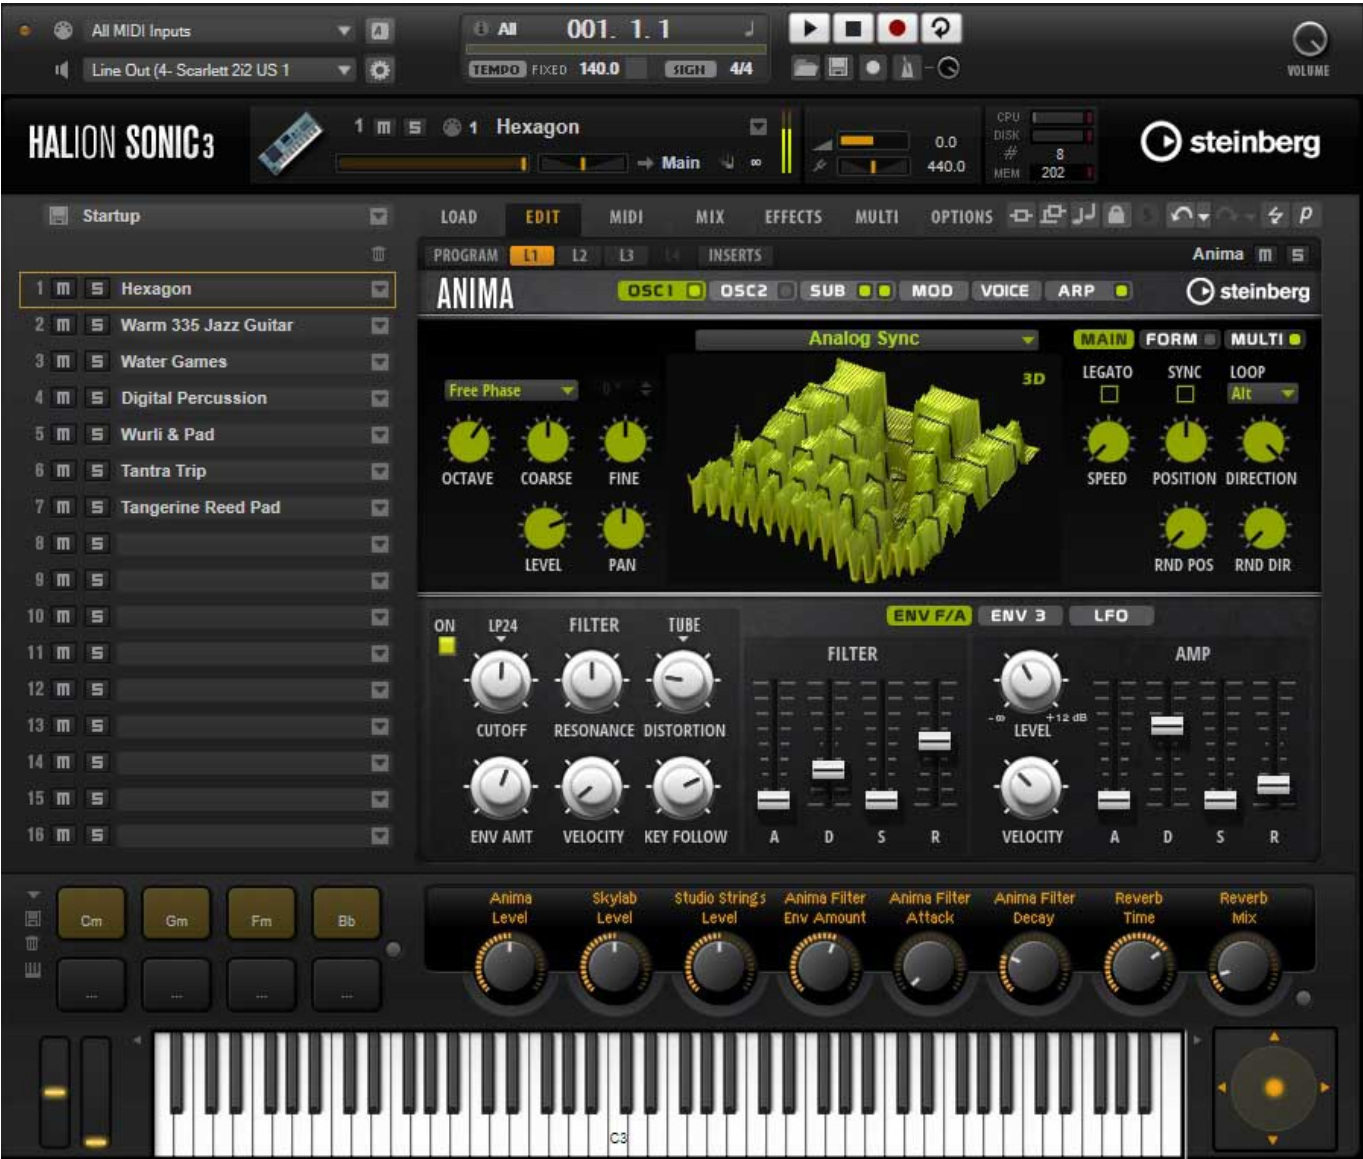 All MIDI Inputs
A
Line Out (4- Scarlett 2i2 US 1
All 001. 1. 1
TEMPO FIXED 140.0 SIGN 4/4
VOLUME
HALION SONIC 3
1 m S 1 Hexagon
Main ∞
0.0
440.0
CPU
DISK
# 8
MEM 202
steinberg
Startup
LOAD EDIT MIDI MIX EFFECTS MULTI OPTIONS
PROGRAM L1 L2 L3 L4 INSERTS
Anima m S
1 m S Hexagon
2 m S Warm 335 Jazz Guitar
3 m S Water Games
4 m S Digital Percussion
5 m S Wurli & Pad
6 m S Tantra Trip
7 m S Tangerine Reed Pad
8 m S
9 m S
10 m S
11 m S
12 m S
13 m S
14 m S
15 m S
16 m S
ANIMA
OSC1 OSC2 SUB MOD VOICE ARP
steinberg
Analog Sync
MAIN FORM MULTI
Free Phase 0 °
3D
LEGATO SYNC LOOP
Alt
OCTAVE COARSE FINE
SPEED POSITION DIRECTION
LEVEL PAN
RND POS RND DIR
ENV F/A ENV 3 LFO
ON LP24 FILTER TUBE
CUTOFF RESONANCE DISTORTION
ENV AMT VELOCITY KEY FOLLOW
FILTER
A D S R
-∞ +12 dB
LEVEL
VELOCITY
AMP
A D S R
Cm Gm Fm Bb
... ... ... ...
Anima Level
Skylab Level
Studio Strings Level
Anima Filter Env Amount
Anima Filter Attack
Anima Filter Decay
Reverb Time
Reverb Mix
C3